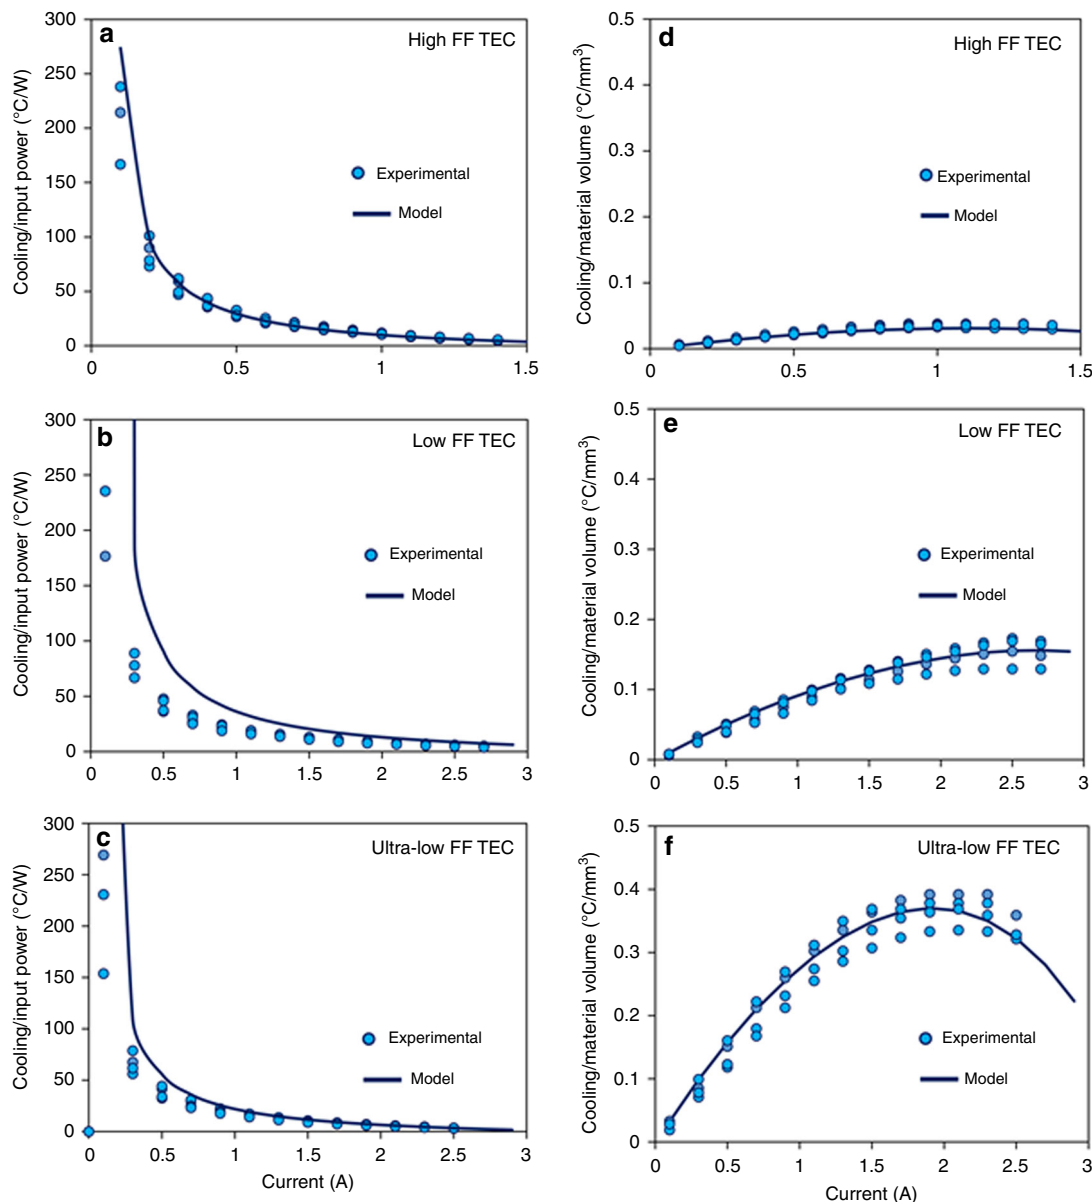 a
High FF TEC
Cooling/input power (°C/W)
300
250
200
150
100
50
0
Experimental
Model
0
0.5
1
1.5
d
High FF TEC
Cooling/material volume (°C/mm³)
0.5
0.4
0.3
0.2
0.1
0
Experimental
Model
0
0.5
1
1.5
b
Low FF TEC
Cooling/input power (°C/W)
300
250
200
150
100
50
0
Experimental
Model
0
0.5
1
1.5
2
2.5
3
e
Low FF TEC
Cooling/material volume (°C/mm³)
0.5
0.4
0.3
0.2
0.1
0
Experimental
Model
0
0.5
1
1.5
2
2.5
3
c
Ultra-low FF TEC
Cooling/input power (°C/W)
300
250
200
150
100
50
0
Experimental
Model
0
0.5
1
1.5
2
2.5
3
Current (A)
f
Ultra-low FF TEC
Cooling/material volume (°C/mm³)
0.5
0.4
0.3
0.2
0.1
0
Experimental
Model
0
0.5
1
1.5
2
2.5
3
Current (A)